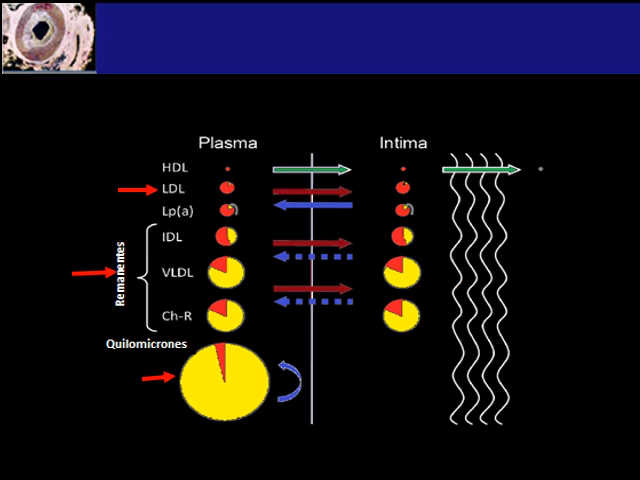 Plasma
Intima
HDL
LDL
Lp(a)
IDL
VLDL
Ch-R
Remanentes
Quilomicrones